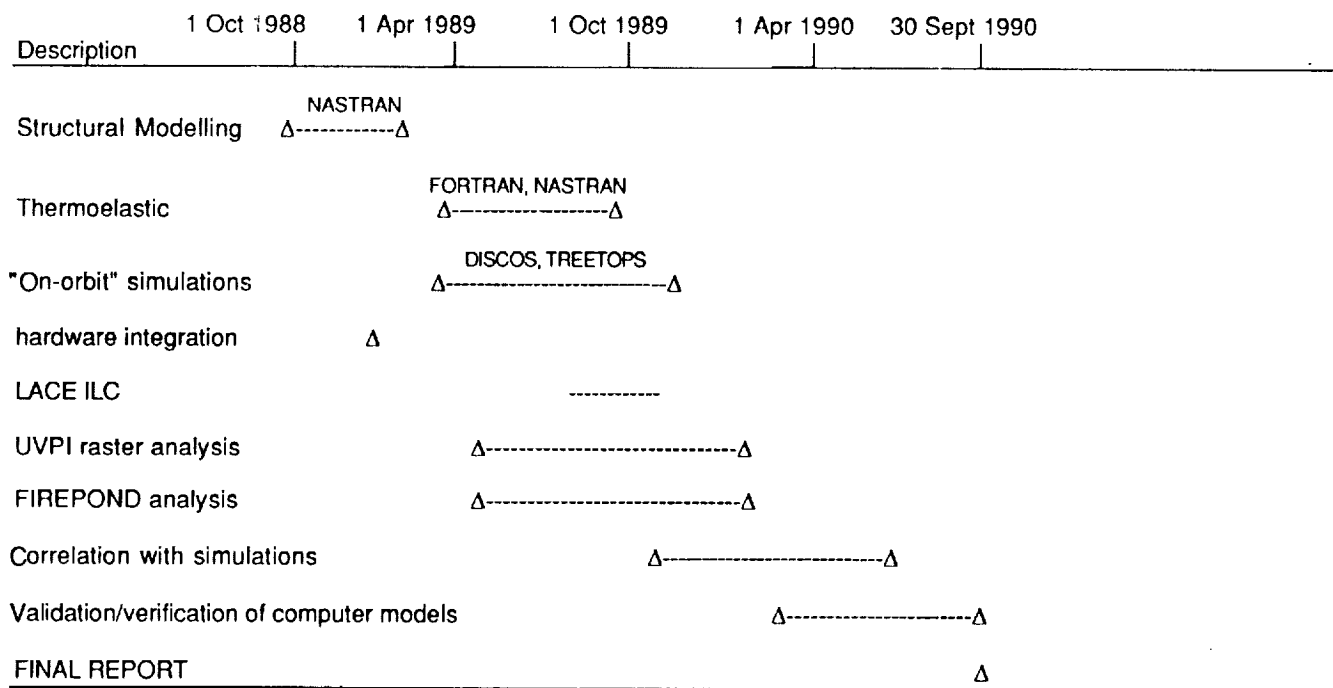 1 Oct 1988 1 Apr 1989 1 Oct 1989 1 Apr 1990 30 Sept 1990
Description
NASTRAN
Structural Modelling
FORTRAN, NASTRAN
Thermoelastic
DISCOS, TREETOPS
"On-orbit" simulations
hardware integration
LACE ILC
UVPI raster analysis
FIREPOND analysis
Correlation with simulations
Validation/verification of computer models
FINAL REPORT